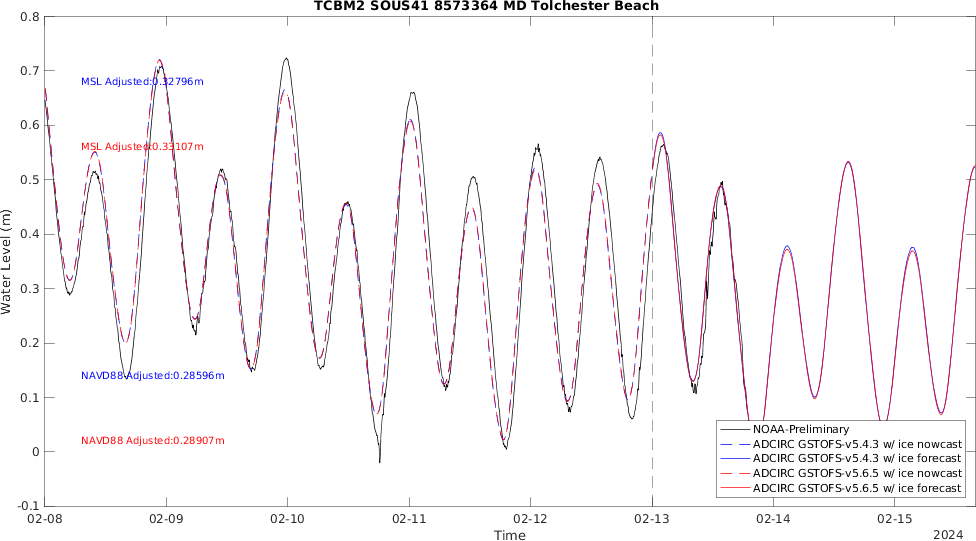 TCBM2 SOUS41 8573364 MD Tolchester Beach
0.8
0.7
0.6
0.5
0.4
0.3
0.2
0.1
0
-0.1
Water Level (m)
MSL Adjusted:0.32796m
MSL Adjusted:0.33107m
NAVD88 Adjusted:0.28596m
NAVD88 Adjusted:0.28907m
NOAA-Preliminary
ADCIRC GSTOFS-v5.4.3 w/ ice nowcast
ADCIRC GSTOFS-v5.4.3 w/ ice forecast
ADCIRC GSTOFS-v5.6.5 w/ ice nowcast
ADCIRC GSTOFS-v5.6.5 w/ ice forecast
02-08 02-09 02-10 02-11 02-12 02-13 02-14 02-15
Time
2024